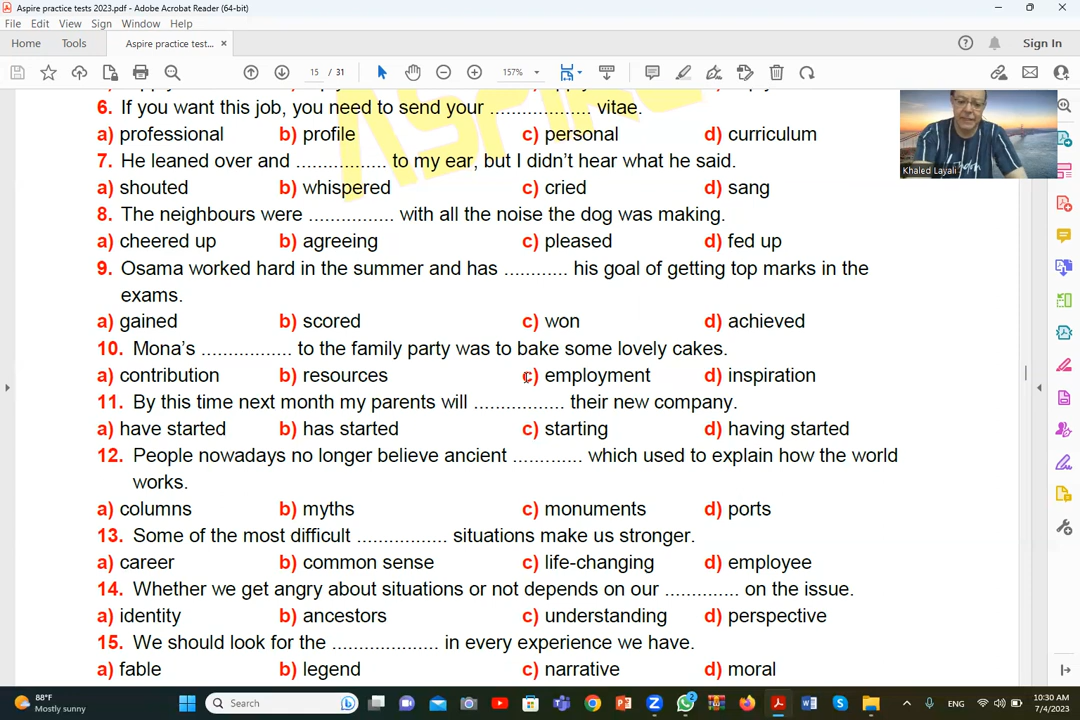 Aspire practice tests 2023.pdf - Adobe Acrobat Reader (64-bit)
File Edit View Sign Window Help
Home Tools Aspire practice test... × Sign In
15 / 31 157%
6. If you want this job, you need to send your ................... vitae.
a) professional b) profile c) personal d) curriculum
7. He leaned over and ................ to my ear, but I didn't hear what he said.
a) shouted b) whispered c) cried d) sang
8. The neighbours were ............... with all the noise the dog was making.
a) cheered up b) agreeing c) pleased d) fed up
9. Osama worked hard in the summer and has ........... his goal of getting top marks in the
exams.
a) gained b) scored c) won d) achieved
10. Mona's ................ to the family party was to bake some lovely cakes.
a) contribution b) resources c) employment d) inspiration
11. By this time next month my parents will ................ their new company.
a) have started b) has started c) starting d) having started
12. People nowadays no longer believe ancient ............ which used to explain how the world
works.
a) columns b) myths c) monuments d) ports
13. Some of the most difficult ................ situations make us stronger.
a) career b) common sense c) life-changing d) employee
14. Whether we get angry about situations or not depends on our .............. on the issue.
a) identity b) ancestors c) understanding d) perspective
15. We should look for the ................... in every experience we have.
a) fable b) legend c) narrative d) moral
ASPIRE
Khaled Layali
88°F
Mostly sunny
Search
2
ENG
10:30 AM
7/4/2023